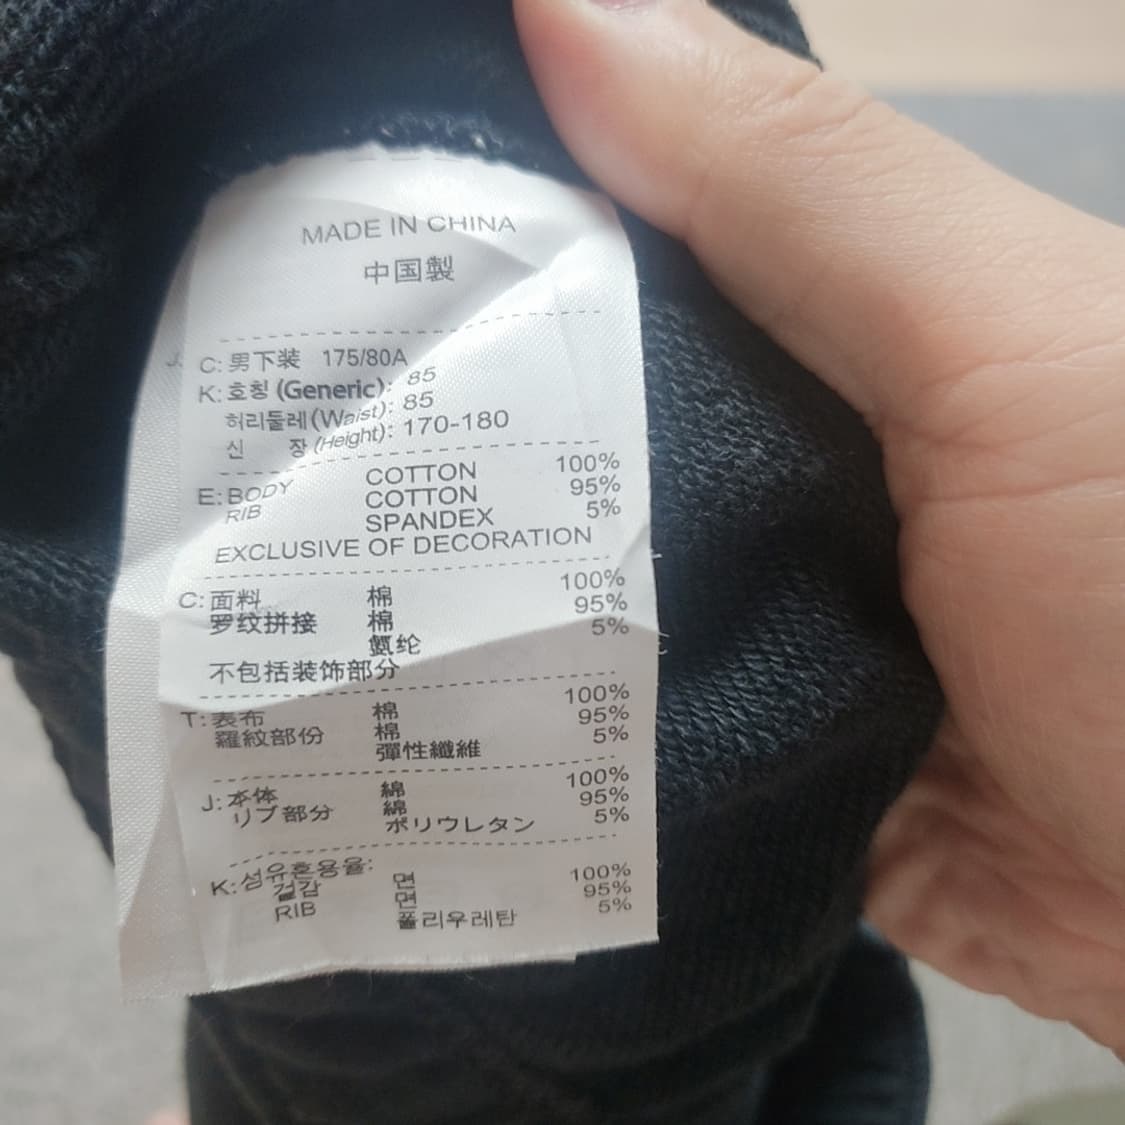 MADE IN CHINA
中国製
J
C: 男下装 175/80A
K: 호칭 (Generic): 85
허리둘레 (Waist): 85
신 장 (Height): 170-180
E: BODY COTTON 100%
RIB COTTON 95%
SPANDEX 5%
EXCLUSIVE OF DECORATION
C: 面料 棉 100%
罗纹拼接 棉 95%
氨纶 5%
不包括装饰部分
T: 表布 棉 100%
羅紋部份 棉 95%
彈性纖維 5%
J: 本体 綿 100%
リブ部分 綿 95%
ポリウレタン 5%
K: 섬유혼용율:
겉감 면 100%
RIB 면 95%
폴리우레탄 5%